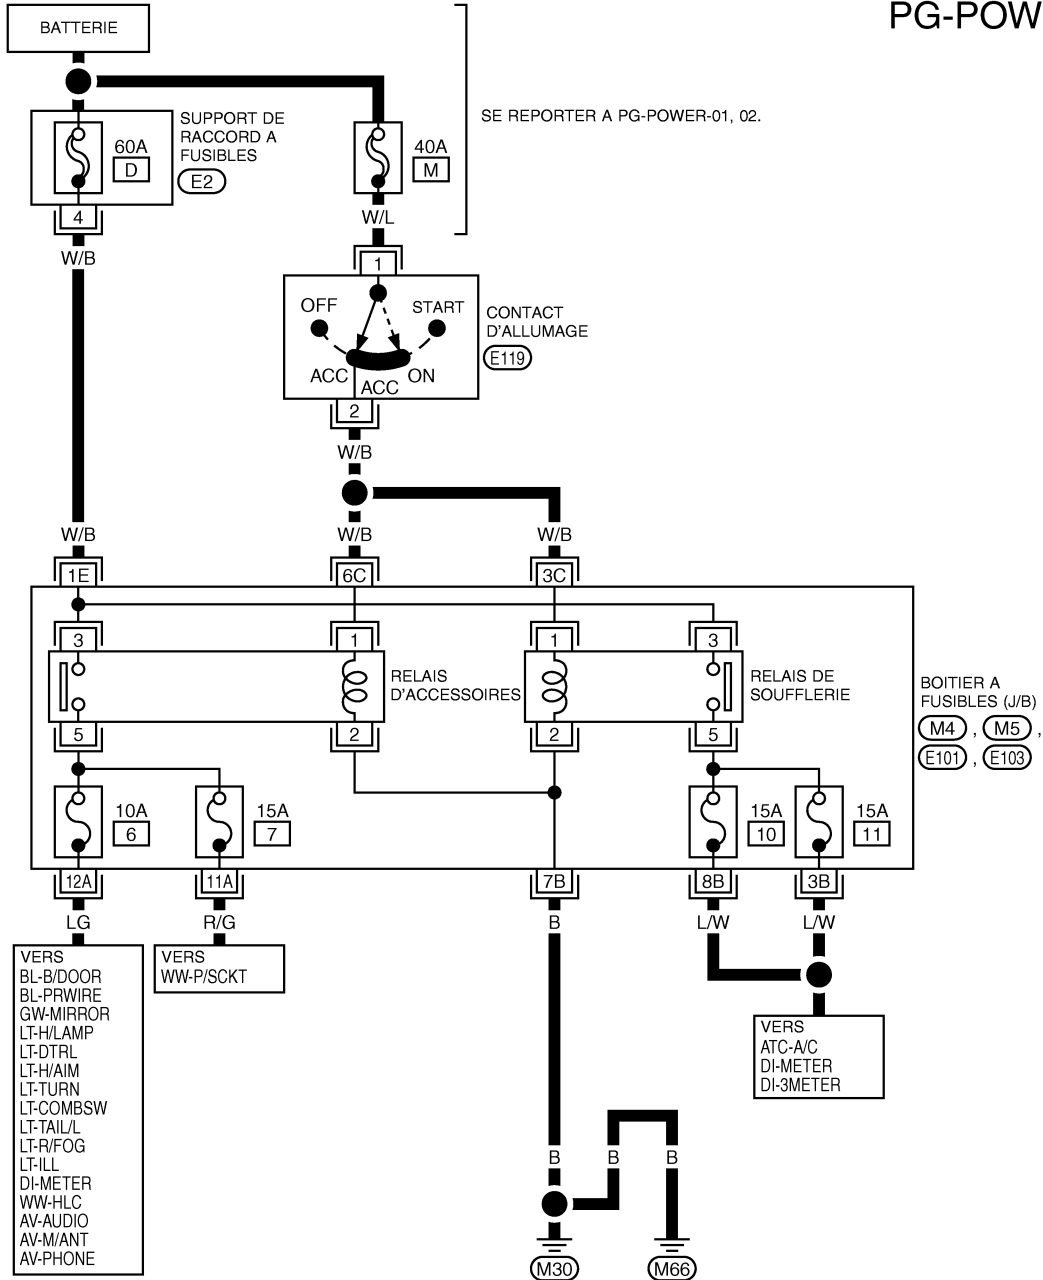 PG-POW
BATTERIE
SUPPORT DE
RACCORD A
FUSIBLES
E2
60A
D
40A
M
SE REPORTER A PG-POWER-01, 02.
4
W/B
W/L
1
OFF
START
ACC
ACC
ON
CONTACT
D'ALLUMAGE
E119
2
W/B
W/B
W/B
W/B
1E
6C
3C
3
1
1
3
RELAIS
D'ACCESSOIRES
RELAIS DE
SOUFFLERIE
BOITIER A
FUSIBLES (J/B)
M4 , M5 ,
E101 , E103
5
2
2
5
10A
6
15A
7
15A
10
15A
11
12A
11A
7B
8B
3B
LG
R/G
B
L/W
L/W
VERS
BL-B/DOOR
BL-PRWIRE
GW-MIRROR
LT-H/LAMP
LT-DTRL
LT-H/AIM
LT-TURN
LT-COMBSW
LT-TAIL/L
LT-R/FOG
LT-ILL
DI-METER
WW-HLC
AV-AUDIO
AV-M/ANT
AV-PHONE
VERS
WW-P/SCKT
VERS
ATC-A/C
DI-METER
DI-3METER
B
B
B
M30
M66